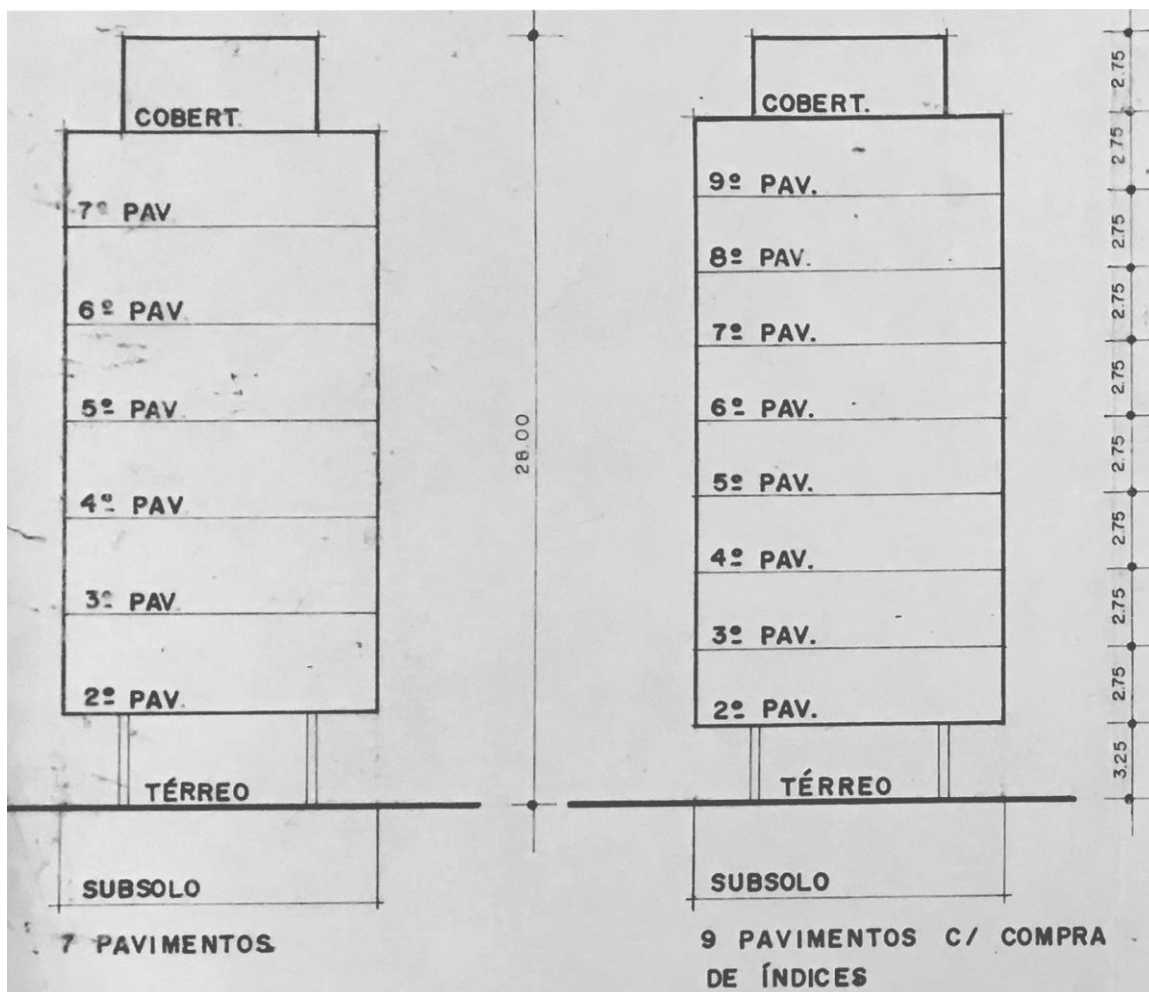 COBERT.
7º PAV
6º PAV
5º PAV
4º PAV
3º PAV.
2º PAV.
TÉRREO
SUBSOLO
7 PAVIMENTOS.
28.00
COBERT.
9º PAV.
8º PAV.
7º PAV.
6º PAV.
5º PAV.
4º PAV.
3º PAV.
2º PAV.
TÉRREO
SUBSOLO
9 PAVIMENTOS C/ COMPRA
DE ÍNDICES
2.75
2.75
2.75
2.75
2.75
2.75
2.75
2.75
2.75
3.25